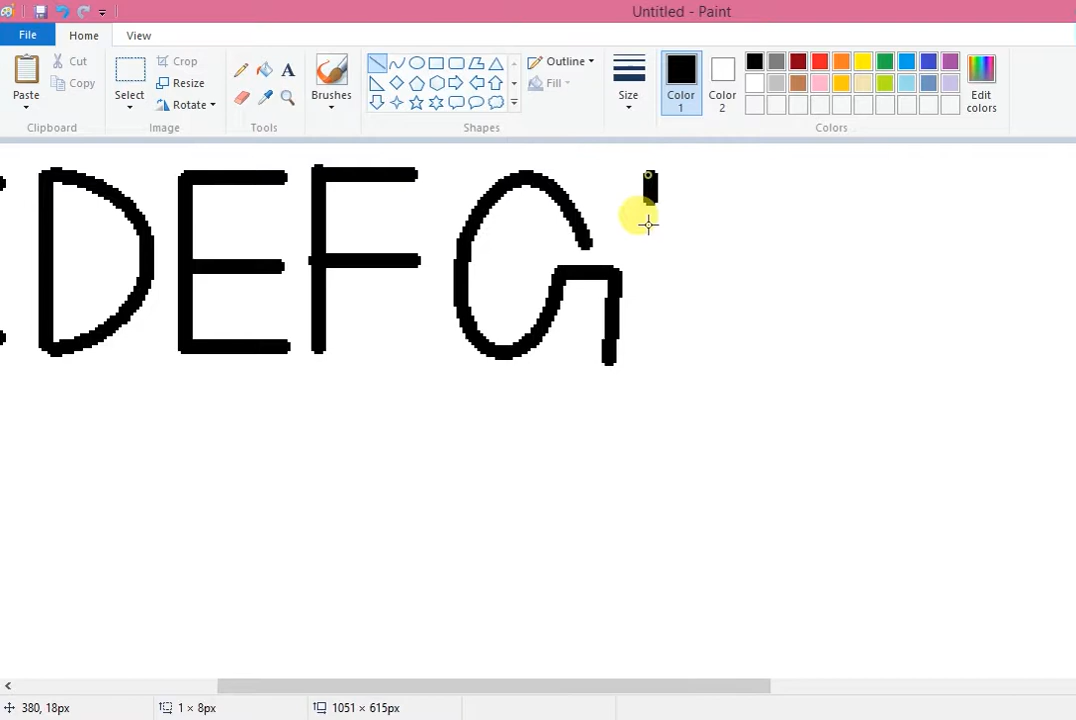 Untitled - Paint
File Home View
Cut Crop Outline Edit colors
Copy Resize Fill
Paste Select Rotate Brushes Size Color 1 Color 2
Clipboard Image Tools Shapes Colors
DEFG
380, 18px 1 × 8px 1051 × 615px